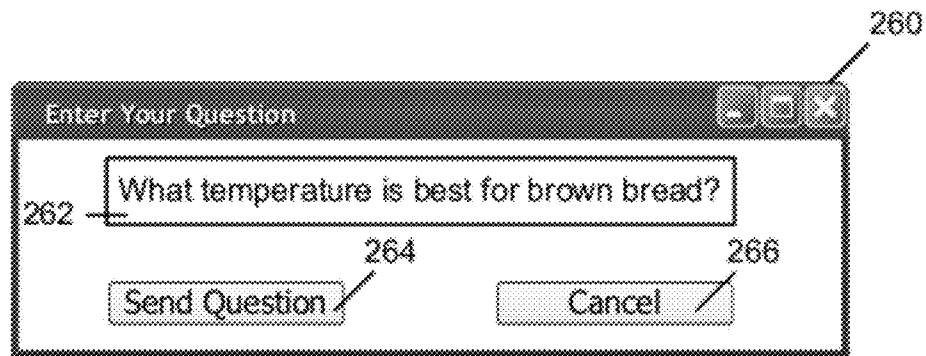 260
Enter Your Question
What temperature is best for brown bread?
262
264
266
Send Question
Cancel